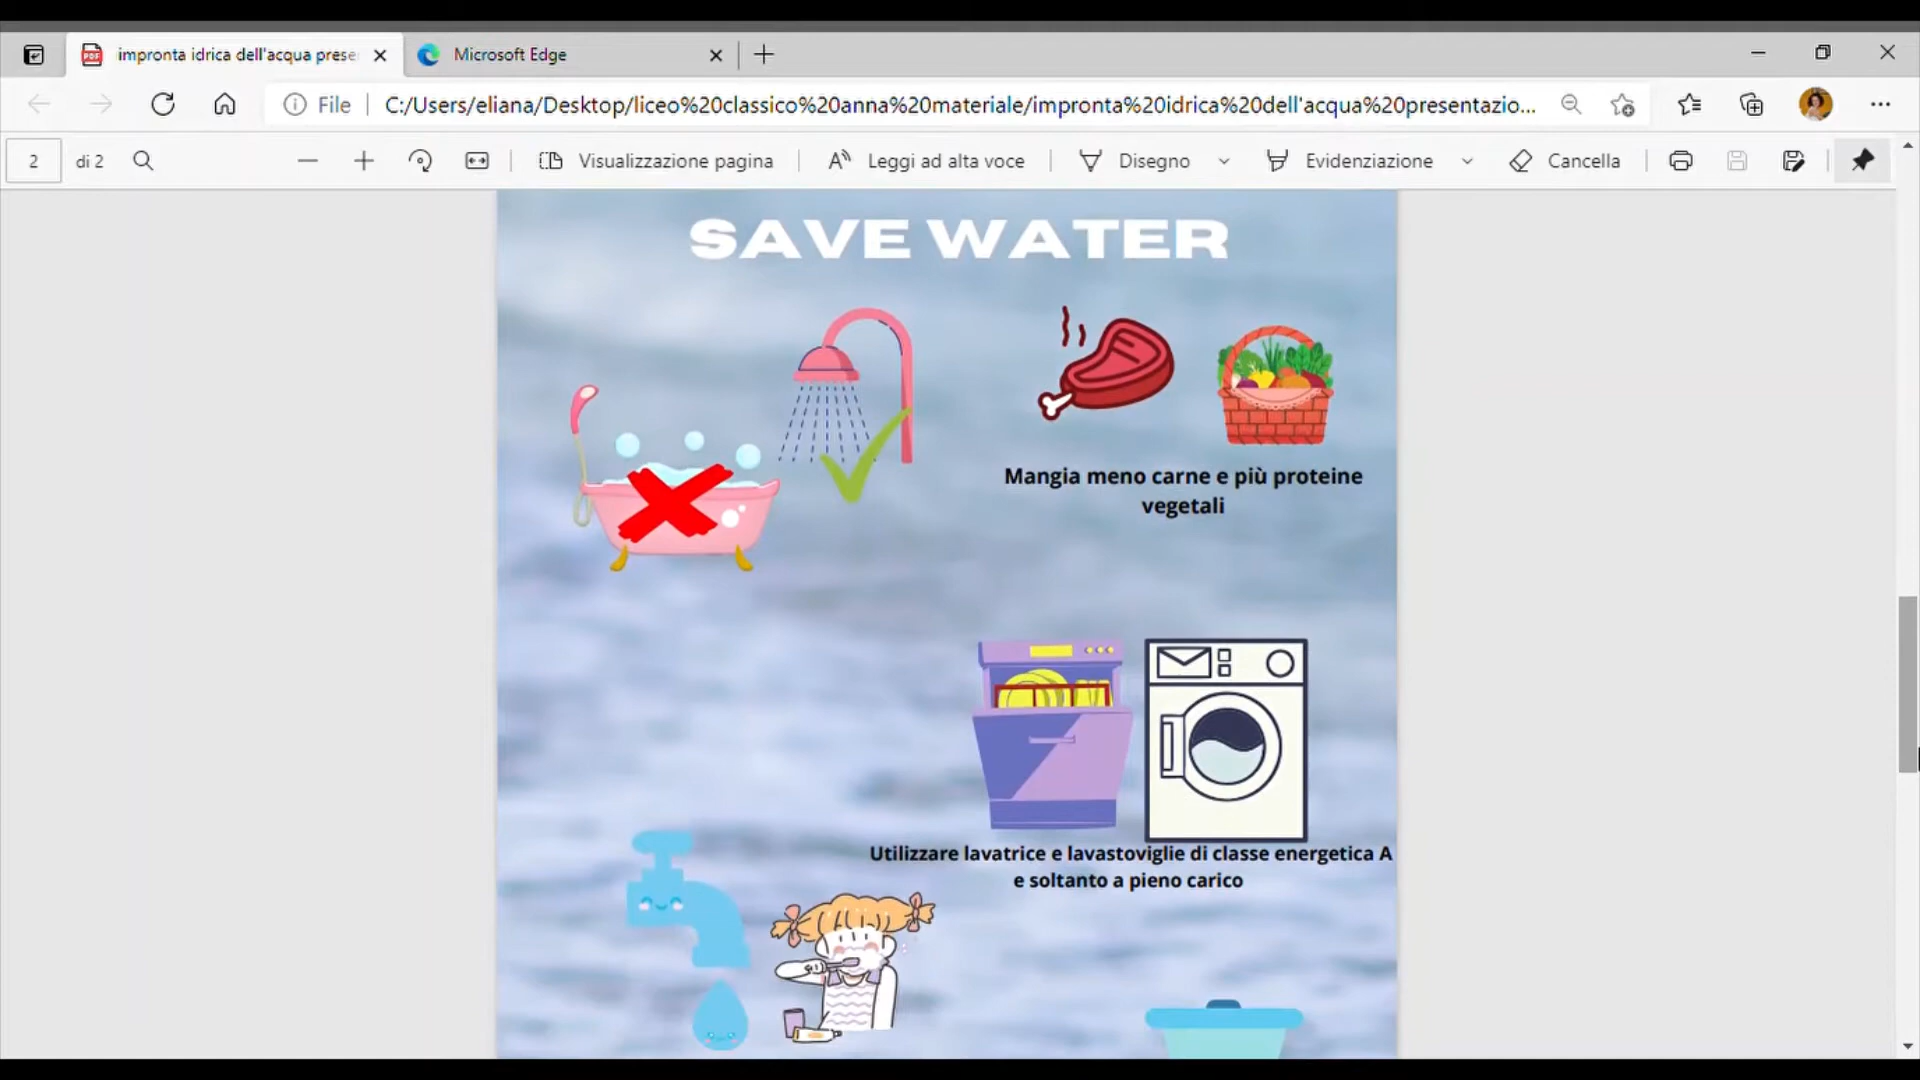 impronta idrica dell'acqua prese
Microsoft Edge
File
C:/Users/eliana/Desktop/liceo%20classico%20anna%20materiale/impronta%20idrica%20dell'acqua%20presentazio...
2
di 2
Visualizzazione pagina
Leggi ad alta voce
Disegno
Evidenziazione
Cancella
SAVE WATER
Mangia meno carne e più proteine
vegetali
Utilizzare lavatrice e lavastoviglie di classe energetica A
e soltanto a pieno carico